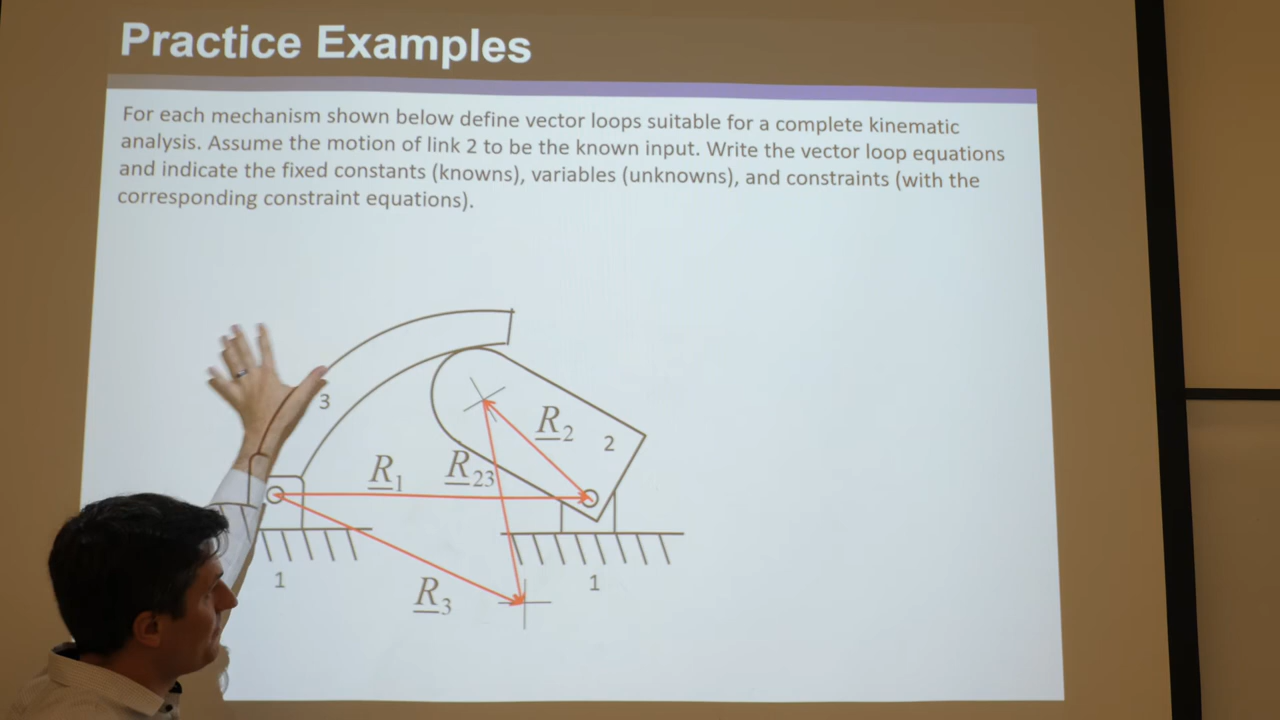 Practice Examples
For each mechanism shown below define vector loops suitable for a complete kinematic
analysis. Assume the motion of link 2 to be the known input. Write the vector loop equations
and indicate the fixed constants (knowns), variables (unknowns), and constraints (with the
corresponding constraint equations).
3
R2
2
R1
R23
1
1
R3